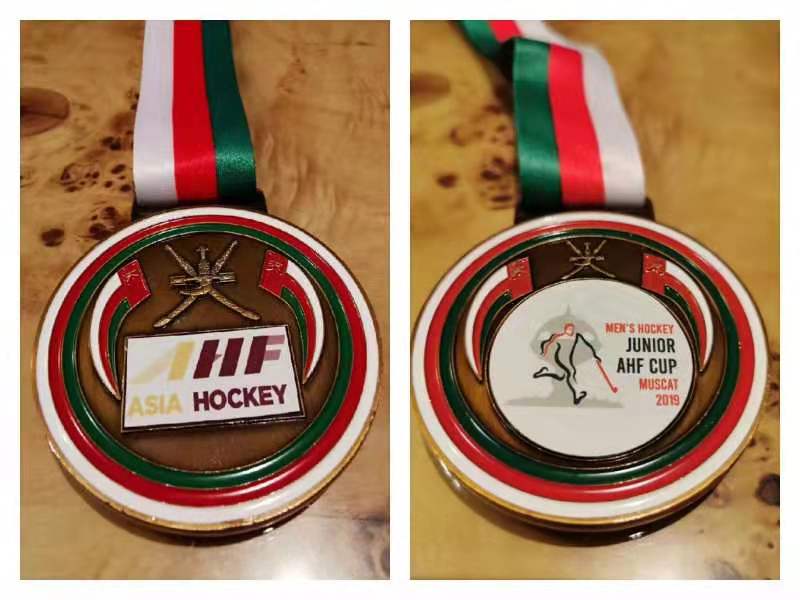 AHF
ASIA HOCKEY
MEN'S HOCKEY
JUNIOR
AHF CUP
MUSCAT
2019